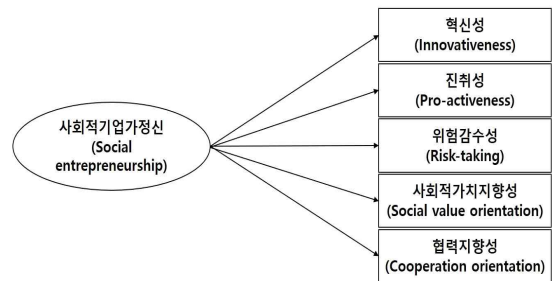 사회적기업가정신
(Social
entrepreneurship)
혁신성
(Innovativeness)
진취성
(Pro-activeness)
위험감수성
(Risk-taking)
사회적가치지향성
(Social value orientation)
협력지향성
(Cooperation orientation)